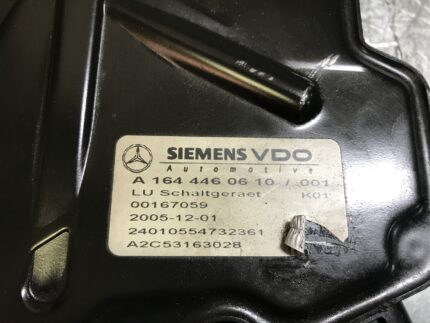 SIEMENS VDO
Automotive
A 164 446 06 10 / 001
LU Schaltgeraet K01
00167059
2005-12-01
24010554732361
A2C53163028